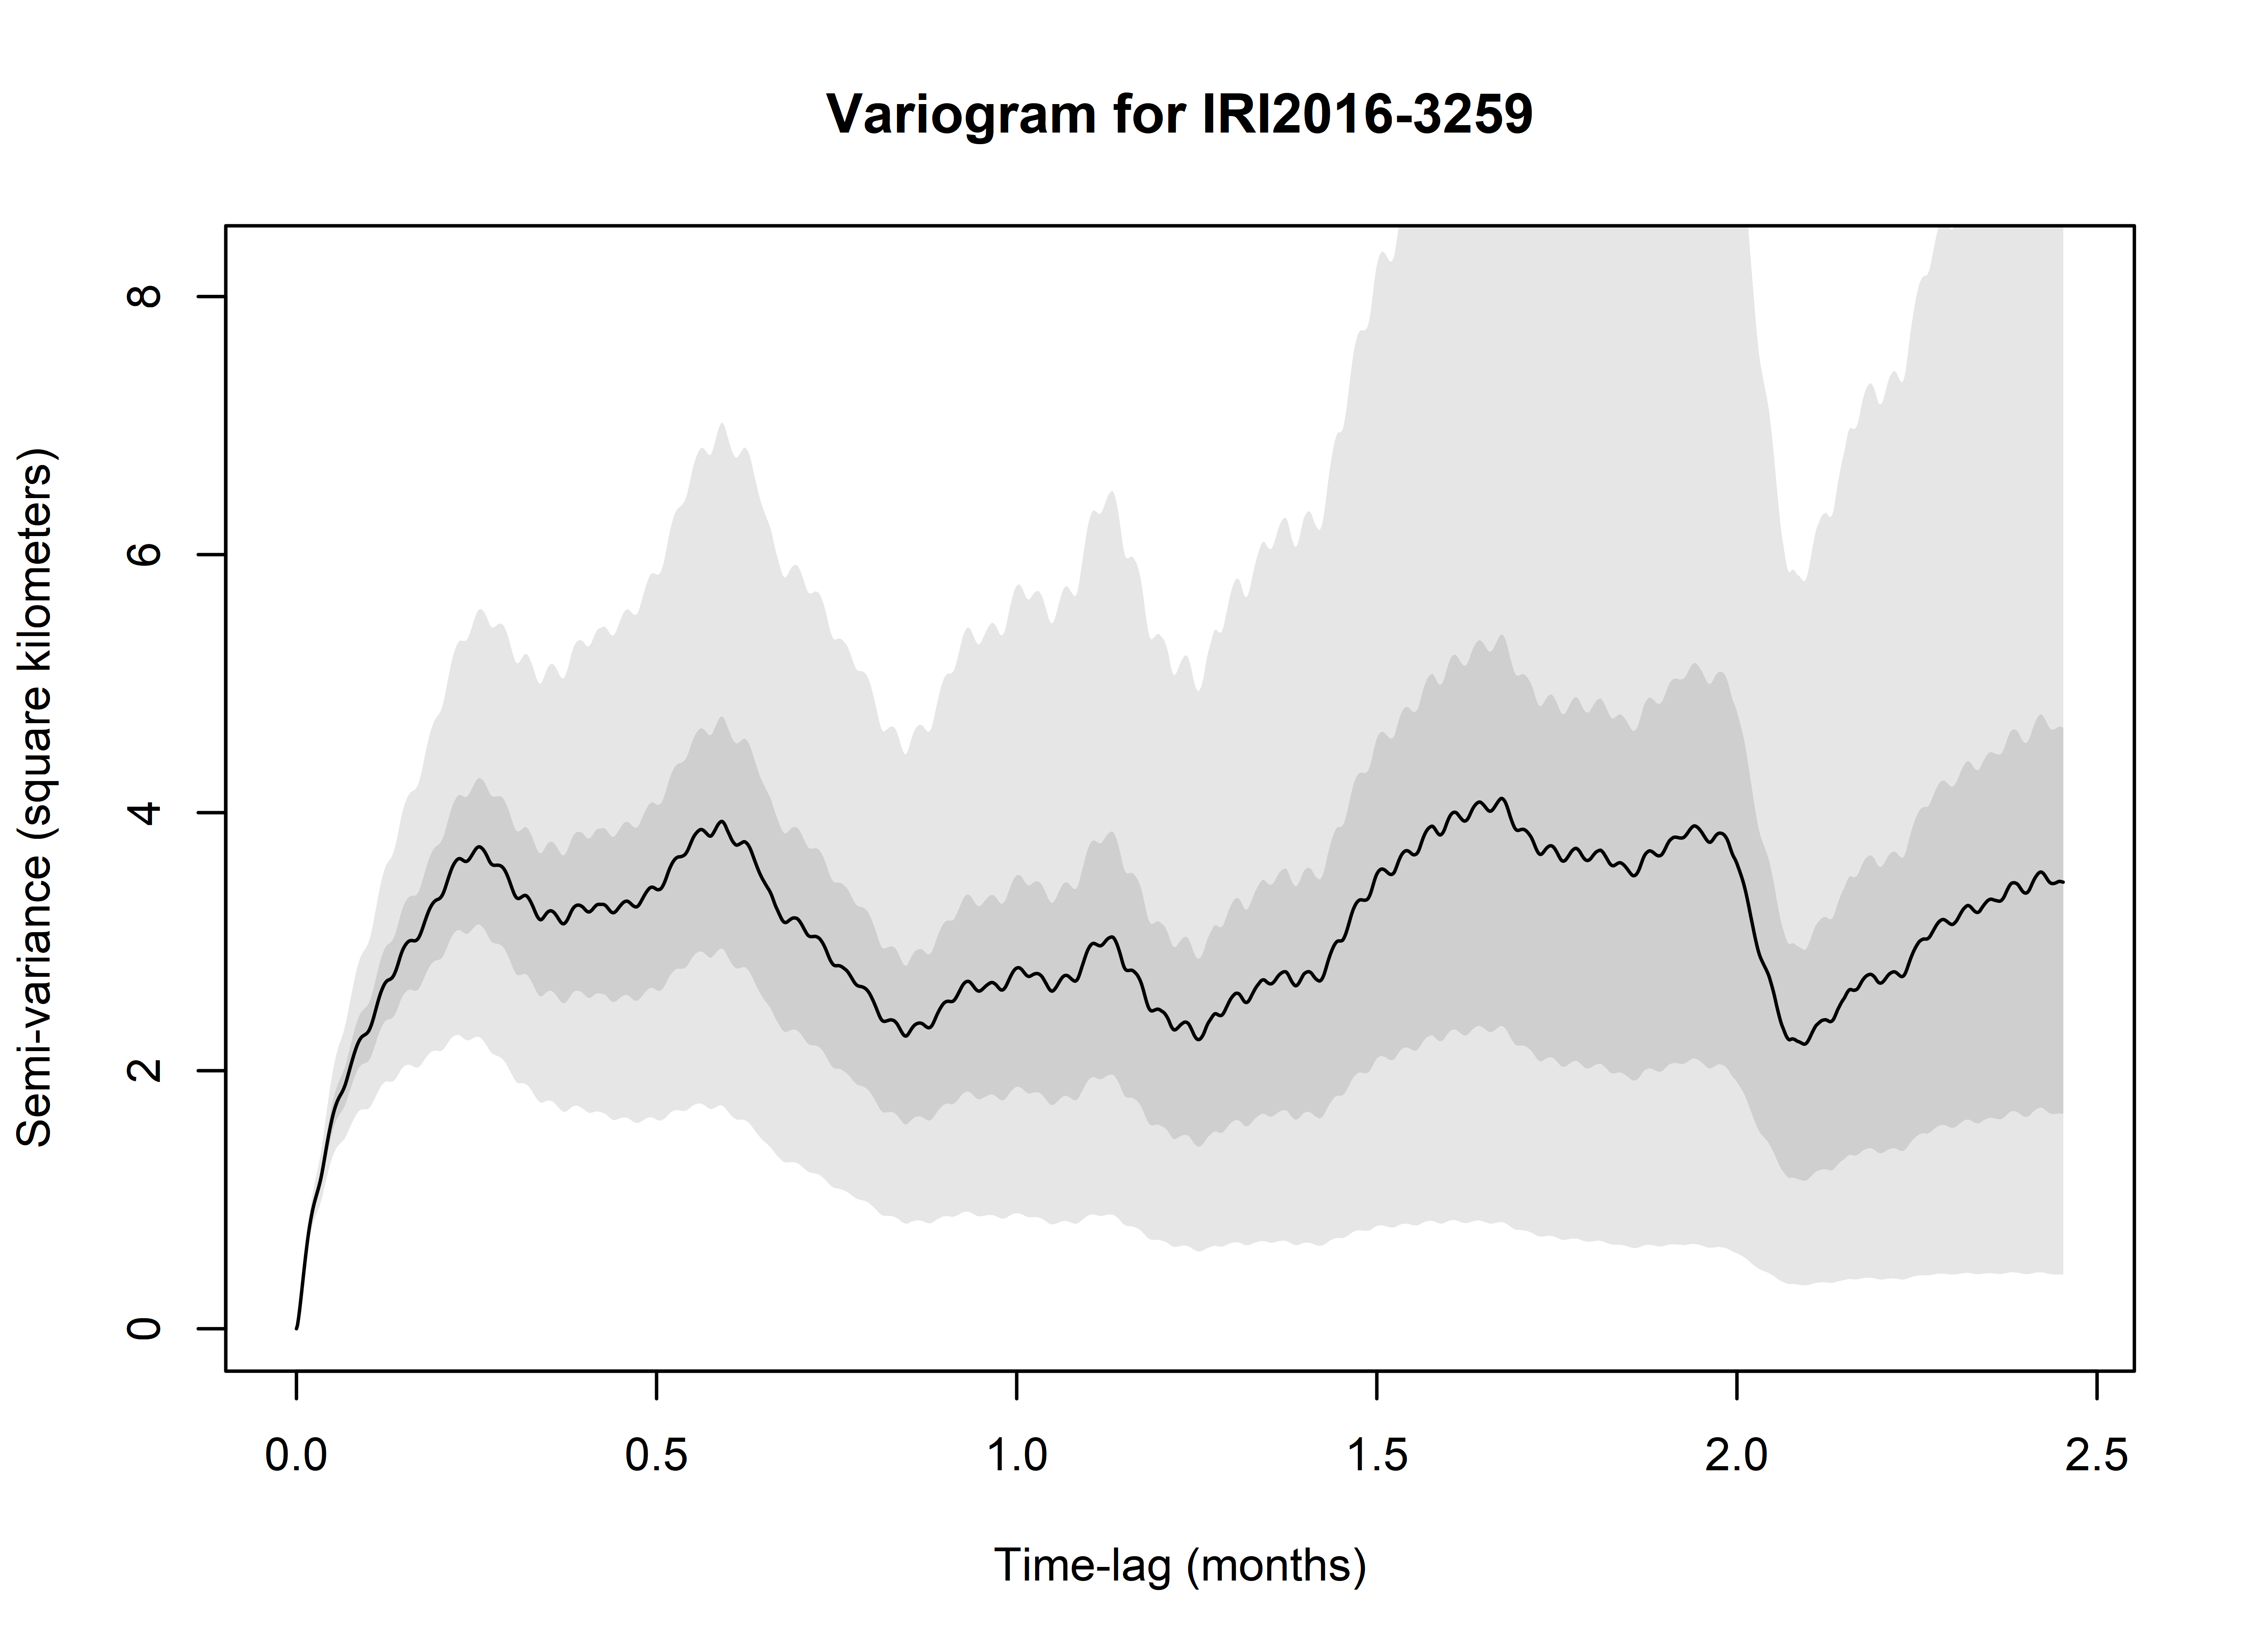 Variogram for IRI2016-3259
Semi-variance (square kilometers)
8
6
4
2
0
0.0 0.5 1.0 1.5 2.0 2.5
Time-lag (months)